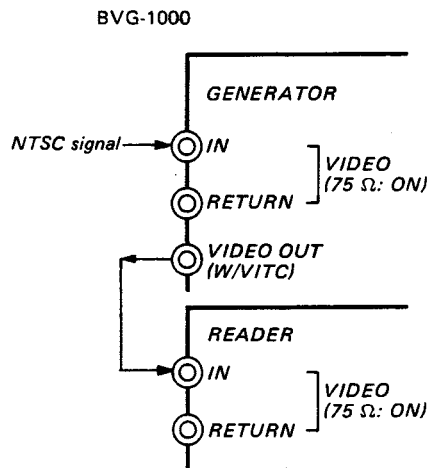 BVG-1000
GENERATOR
NTSC signal
IN
VIDEO
(75 Ω: ON)
RETURN
VIDEO OUT
(W/VITC)
READER
IN
VIDEO
(75 Ω: ON)
RETURN